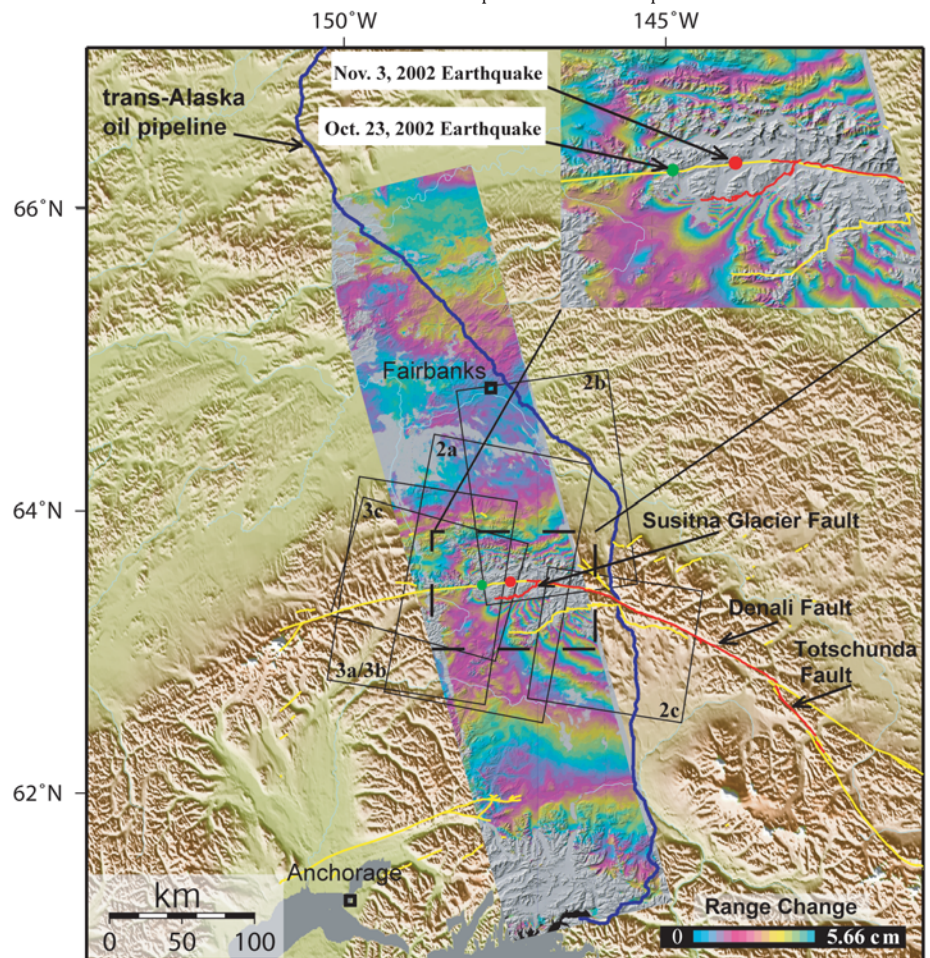 150°W
145°W
Nov. 3, 2002 Earthquake
trans-Alaska
oil pipeline
Oct. 23, 2002 Earthquake
66°N
Fairbanks
2b
2a
64°N
3c
Susitna Glacier Fault
Denali Fault
Totschunda
Fault
3a/3b
2c
62°N
Anchorage
km
0 50 100
Range Change
0 5.66 cm